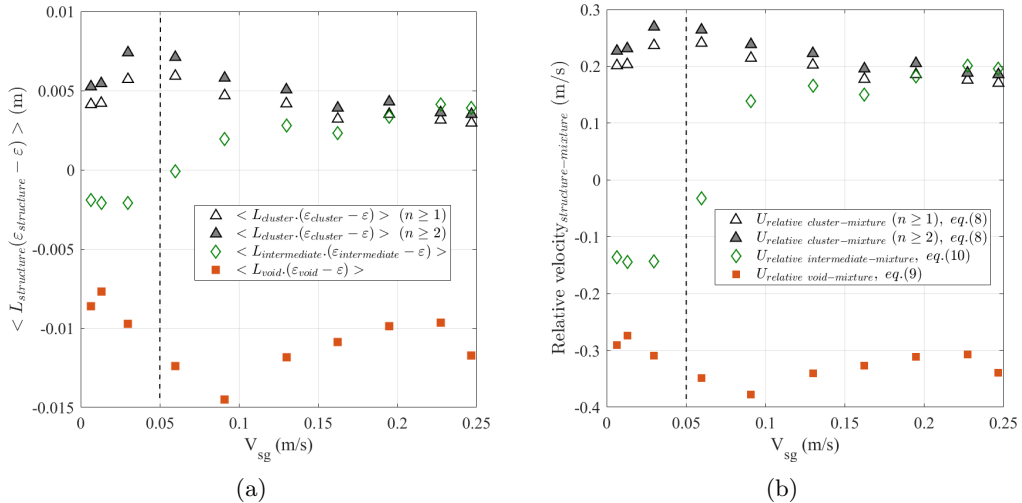 0.01
0.005
0
-0.005
-0.01
-0.015
< L_structure(ε_structure − ε) > (m)
< L_cluster.(ε_cluster − ε) > (n ≥ 1)
< L_cluster.(ε_cluster − ε) > (n ≥ 2)
< L_intermediate.(ε_intermediate − ε) >
< L_void.(ε_void − ε) >
0 0.05 0.1 0.15 0.2 0.25
V_sg (m/s)
(a)
0.3
0.2
0.1
0
-0.1
-0.2
-0.3
-0.4
Relative velocity_structure−mixture (m/s)
U_relative cluster−mixture (n ≥ 1), eq.(8)
U_relative cluster−mixture (n ≥ 2), eq.(8)
U_relative intermediate−mixture, eq.(10)
U_relative void−mixture, eq.(9)
0 0.05 0.1 0.15 0.2 0.25
V_sg (m/s)
(b)